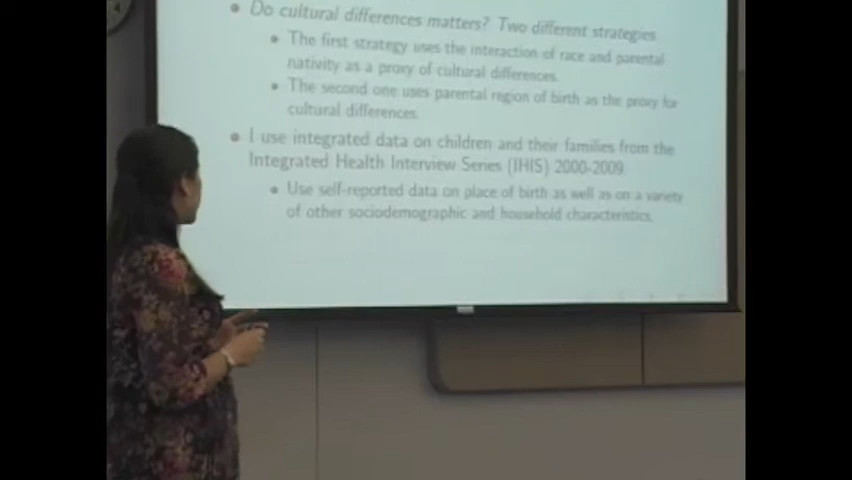 Do cultural differences matters? Two different strategies
The first strategy uses the interaction of race and parental
nativity as a proxy of cultural differences.
The second one uses parental region of birth as the proxy for
cultural differences.
I use integrated data on children and their families from the
Integrated Health Interview Series (IHIS) 2000-2009.
Use self-reported data on place of birth as well as on a variety
of other sociodemographic and household characteristics.